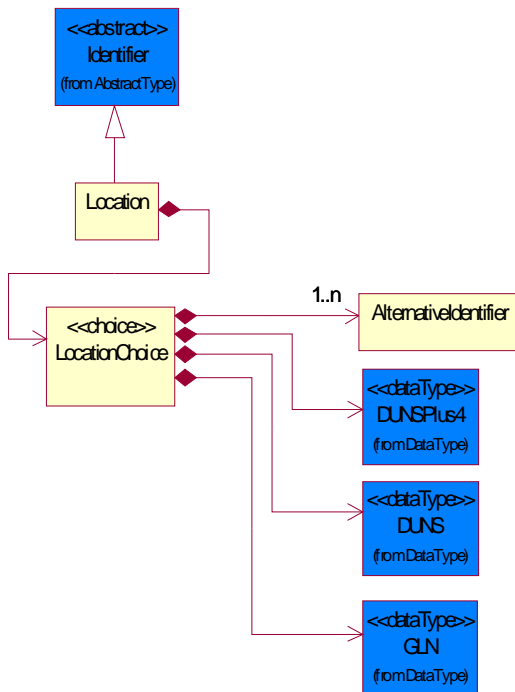 <<abstract>>
Identifier
(from AbstractType)
Location
<<choice>>
LocationChoice
1..n
AlternativeIdentifier
<<dataType>>
DUNSPlus4
(from DataType)
<<dataType>>
DUNS
(from DataType)
<<dataType>>
GLN
(from DataType)